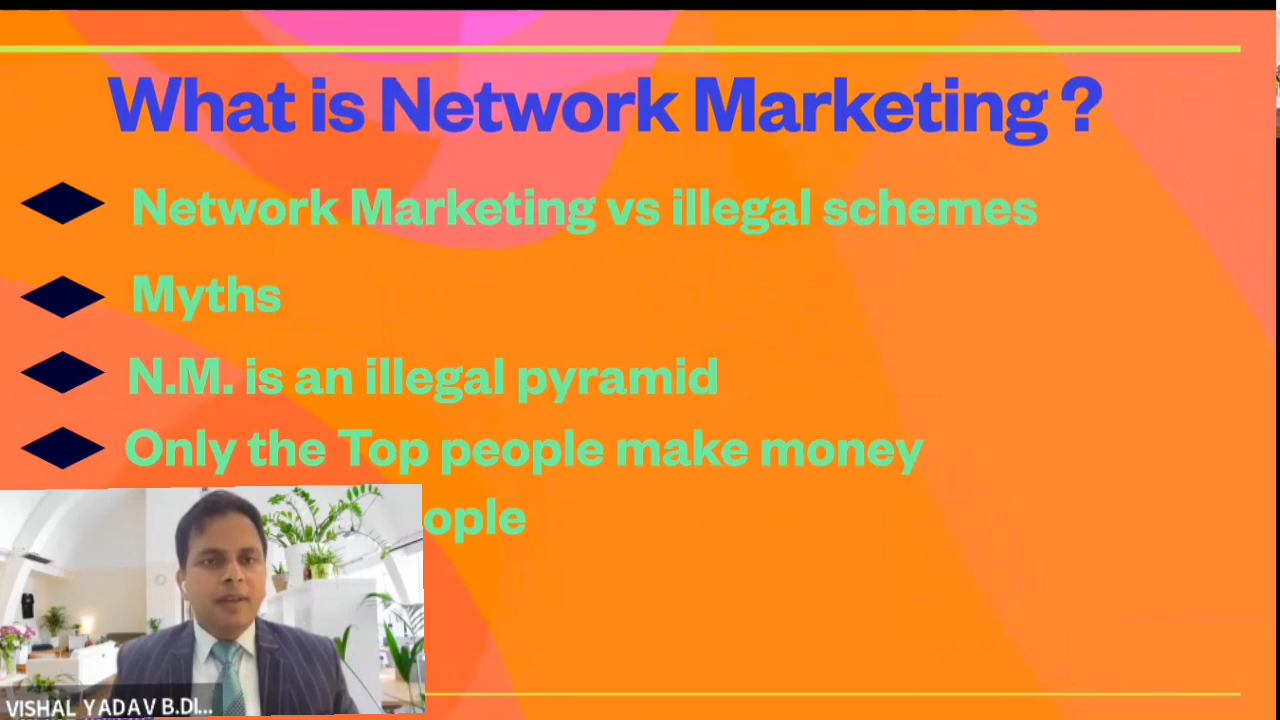 What is Network Marketing ?
Network Marketing vs illegal schemes
Myths
N.M. is an illegal pyramid
Only the Top people make money
VISHAL YADAV B.DI...